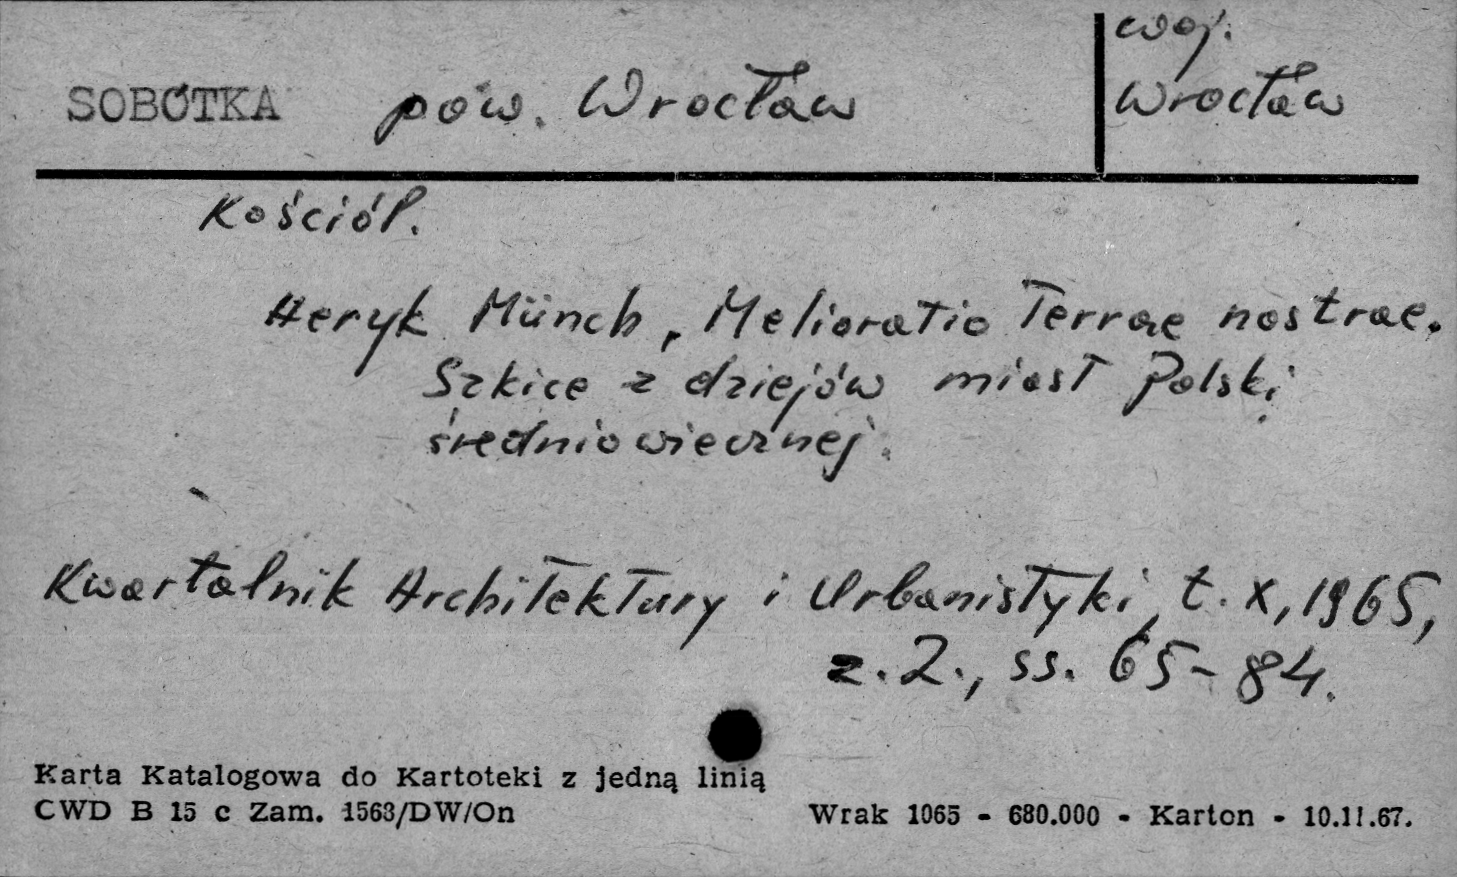 SOBÓTKA pow. Wrocław
woj.
Wrocław
Kościół.
Heryk Münch, Melioratio Terrae nostrae.
Szkice z dziejów miast Polski
średniowiecznej.
Kwartalnik Architektury i Urbanistyki, t. X, 1965,
z. 2., ss. 65-84.
Karta Katalogowa do Kartoteki z jedną linią
CWD B 15 c Zam. 1563/DW/On
Wrak 1065 - 680.000 - Karton - 10.11.67.